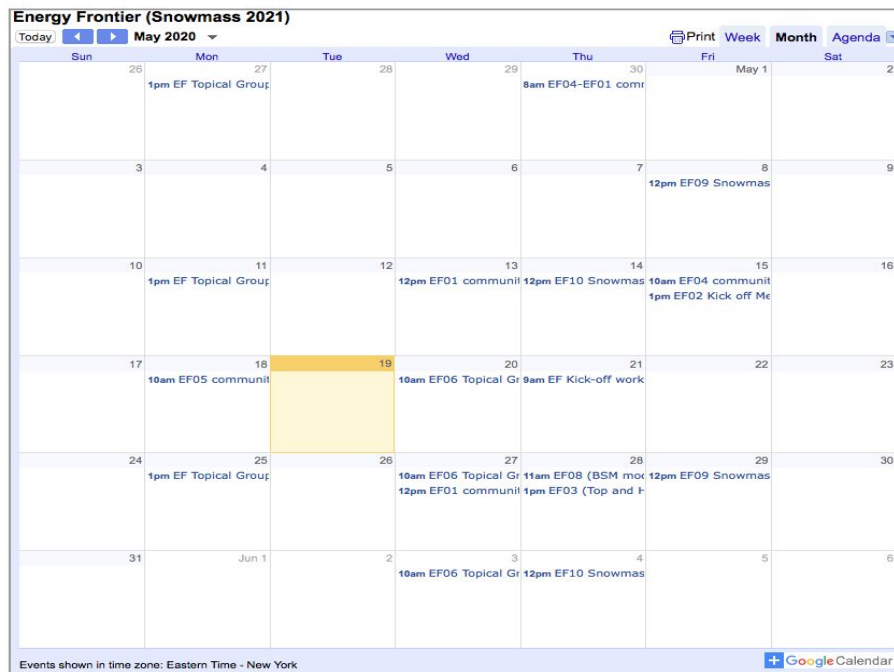 Energy Frontier (Snowmass 2021)
Today May 2020 Print Week Month Agenda
Sun Mon Tue Wed Thu Fri Sat
26 27 28 29 30 May 1 2
1pm EF Topical Group 8am EF04-EF01 comm
3 4 5 6 7 8 9
12pm EF09 Snowmas
10 11 12 13 14 15 16
1pm EF Topical Group 12pm EF01 communit 12pm EF10 Snowmas 10am EF04 communit
1pm EF02 Kick off Me
17 18 19 20 21 22 23
10am EF05 communit 10am EF06 Topical Gr 9am EF Kick-off work
24 25 26 27 28 29 30
1pm EF Topical Group 10am EF06 Topical Gr 11am EF08 (BSM mod 12pm EF09 Snowmas
12pm EF01 communit 1pm EF03 (Top and H
31 Jun 1 2 3 4 5 6
10am EF06 Topical Gr 12pm EF10 Snowmas
Events shown in time zone: Eastern Time - New York
Google Calendar